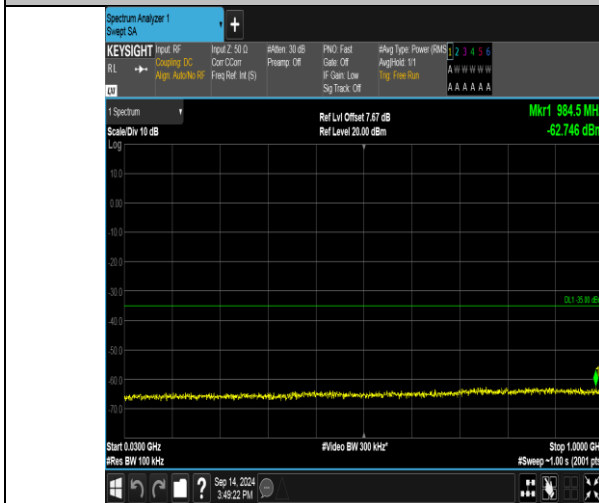 Spectrum Analyzer 1
Swept SA
+
KEYSIGHT Input: RF Input Z: 50 Ω #Atten: 30 dB PNO: Fast #Avg Type: Power (RMS 1 2 3 4 5 6
RL Coupling: DC Corr CCorr Preamp: Off Gate: Off Avg|Hold: 1/1 A W W W W W
Align: Auto/No RF Freq Ref: Int (S) IF Gain: Low Trig: Free Run
Sig Track: Off A A A A A A
LXI
1 Spectrum Ref Lvl Offset 7.67 dB Mkr1 984.5 MH
Scale/Div 10 dB Ref Level 20.00 dBm -62.746 dBm
Log
10.0
0.00
-10.0
-20.0
-30.0
DL1 -35.00 dBm
-40.0
-50.0
-60.0
-70.0
Start 0.0300 GHz #Video BW 300 kHz* Stop 1.0000 GH
#Res BW 100 kHz #Sweep ~1.00 s (2001 pts
? Sep 14, 2024
3:49:22 PM